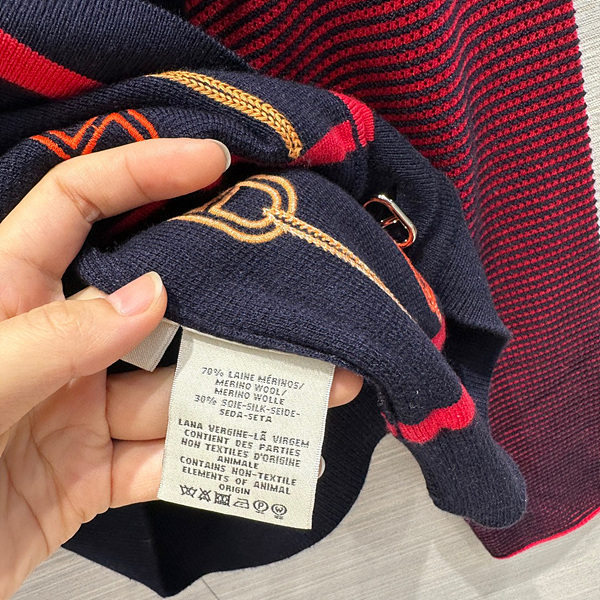 70% LAINE MÉRINOS/
MERINO WOOL/
MERINO WOLLE
30% SOIE-SILK-SEIDE-
SEDA-SETA
LANA VERGINE-LÃ VIRGEM
CONTIENT DES PARTIES
NON TEXTILES D'ORIGINE
ANIMALE
CONTAINS NON-TEXTILE
ELEMENTS OF ANIMAL
ORIGIN
P W